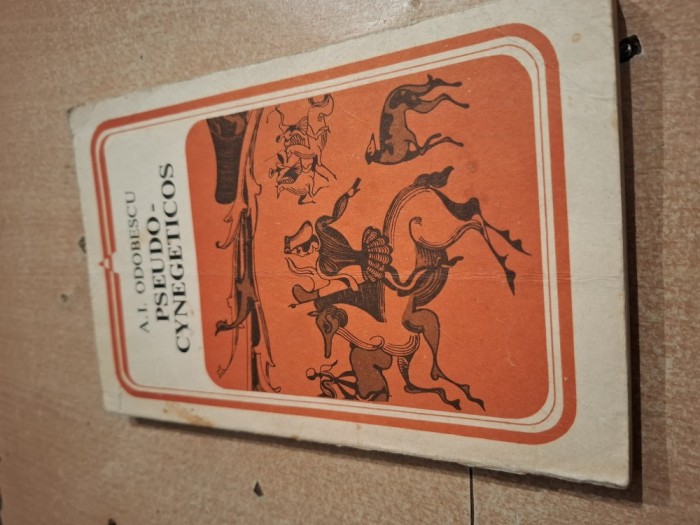 A.I. ODOBESCU
PSEUDO-
CYNEGETICOS